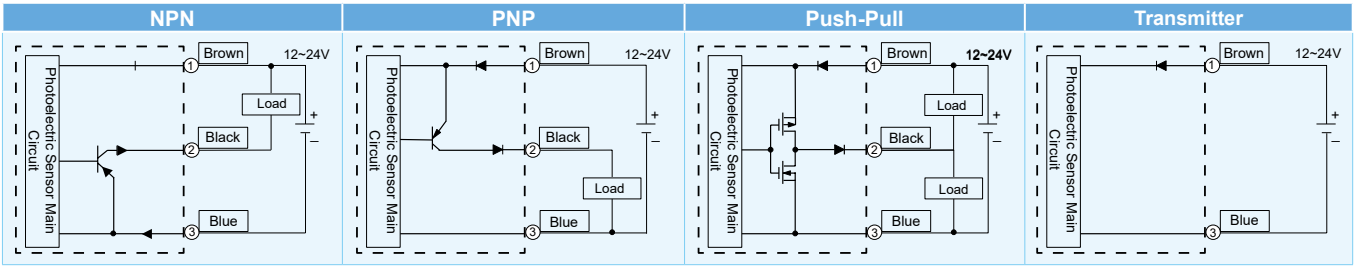 NPN
Photoelectric Sensor Main
Circuit
1
Brown
12~24V
Load
+
−
Black
2
Blue
3
PNP
Photoelectric Sensor Main
Circuit
1
Brown
12~24V
+
−
Black
2
Load
Blue
3
Push-Pull
Photoelectric Sensor Main
Circuit
1
Brown
12~24V
Load
+
−
Black
2
Load
Blue
3
Transmitter
Photoelectric Sensor Main
Circuit
1
Brown
12~24V
+
−
Blue
3